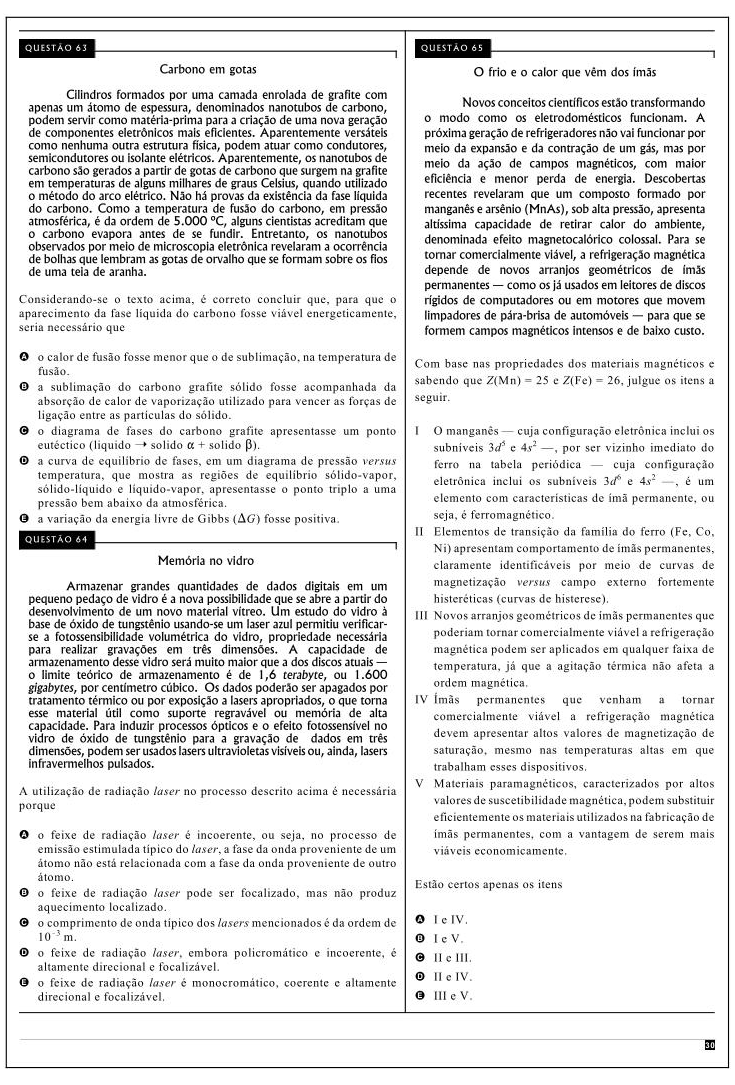 QUESTÃO 63
Carbono em gotas
Cilindros formados por uma camada enrolada de grafite com
apenas um átomo de espessura, denominados nanotubos de carbono,
podem servir como matéria-prima para a criação de uma nova geração
de componentes eletrônicos mais eficientes. Aparentemente versáteis
como nenhuma outra estrutura física, podem atuar como condutores,
semicondutores ou isolante elétricos. Aparentemente, os nanotubos de
carbono são gerados a partir de gotas de carbono que surgem na grafite
em temperaturas de alguns milhares de graus Celsius, quando utilizado
o método do arco elétrico. Não há provas da existência da fase líquida
do carbono. Como a temperatura de fusão do carbono, em pressão
atmosférica, é da ordem de 5.000 ºC, alguns cientistas acreditam que
o carbono evapora antes de se fundir. Entretanto, os nanotubos
observados por meio de microscopia eletrônica revelaram a ocorrência
de bolhas que lembram as gotas de orvalho que se formam sobre os fios
de uma teia de aranha.
Considerando-se o texto acima, é correto concluir que, para que o
aparecimento da fase líquida do carbono fosse viável energeticamente,
seria necessário que
A o calor de fusão fosse menor que o de sublimação, na temperatura de
fusão.
B a sublimação do carbono grafite sólido fosse acompanhada da
absorção de calor de vaporização utilizado para vencer as forças de
ligação entre as partículas do sólido.
C o diagrama de fases do carbono grafite apresentasse um ponto
eutéctico (liquido → solido α + solido β).
D a curva de equilíbrio de fases, em um diagrama de pressão versus
temperatura, que mostra as regiões de equilíbrio sólido-vapor,
sólido-líquido e líquido-vapor, apresentasse o ponto triplo a uma
pressão bem abaixo da atmosférica.
E a variação da energia livre de Gibbs (ΔG) fosse positiva.
QUESTÃO 64
Memória no vidro
Armazenar grandes quantidades de dados digitais em um
pequeno pedaço de vidro é a nova possibilidade que se abre a partir do
desenvolvimento de um novo material vítreo. Um estudo do vidro à
base de óxido de tungstênio usando-se um laser azul permitiu verificar-
se a fotossensibilidade volumétrica do vidro, propriedade necessária
para realizar gravações em três dimensões. A capacidade de
armazenamento desse vidro será muito maior que a dos discos atuais —
o limite teórico de armazenamento é de 1,6 terabyte, ou 1.600
gigabytes, por centímetro cúbico. Os dados poderão ser apagados por
tratamento térmico ou por exposição a lasers apropriados, o que torna
esse material útil como suporte regravável ou memória de alta
capacidade. Para induzir processos ópticos e o efeito fotossensível no
vidro de óxido de tungstênio para a gravação de dados em três
dimensões, podem ser usados lasers ultravioletas visíveis ou, ainda, lasers
infravermelhos pulsados.
A utilização de radiação laser no processo descrito acima é necessária
porque
A o feixe de radiação laser é incoerente, ou seja, no processo de
emissão estimulada típico do laser, a fase da onda proveniente de um
átomo não está relacionada com a fase da onda proveniente de outro
átomo.
B o feixe de radiação laser pode ser focalizado, mas não produz
aquecimento localizado.
C o comprimento de onda típico dos lasers mencionados é da ordem de
10⁻³ m.
D o feixe de radiação laser, embora policromático e incoerente, é
altamente direcional e focalizável.
E o feixe de radiação laser é monocromático, coerente e altamente
direcional e focalizável.
QUESTÃO 65
O frio e o calor que vêm dos ímãs
Novos conceitos científicos estão transformando
o modo como os eletrodomésticos funcionam. A
próxima geração de refrigeradores não vai funcionar por
meio da expansão e da contração de um gás, mas por
meio da ação de campos magnéticos, com maior
eficiência e menor perda de energia. Descobertas
recentes revelaram que um composto formado por
manganês e arsênio (MnAs), sob alta pressão, apresenta
altíssima capacidade de retirar calor do ambiente,
denominada efeito magnetocalórico colossal. Para se
tornar comercialmente viável, a refrigeração magnética
depende de novos arranjos geométricos de ímãs
permanentes — como os já usados em leitores de discos
rígidos de computadores ou em motores que movem
limpadores de pára-brisa de automóveis — para que se
formem campos magnéticos intensos e de baixo custo.
Com base nas propriedades dos materiais magnéticos e
sabendo que Z(Mn) = 25 e Z(Fe) = 26, julgue os itens a
seguir.
I O manganês — cuja configuração eletrônica inclui os
subníveis 3d⁵ e 4s² —, por ser vizinho imediato do
ferro na tabela periódica — cuja configuração
eletrônica inclui os subníveis 3d⁶ e 4s² —, é um
elemento com características de ímã permanente, ou
seja, é ferromagnético.
II Elementos de transição da família do ferro (Fe, Co,
Ni) apresentam comportamento de ímãs permanentes,
claramente identificáveis por meio de curvas de
magnetização versus campo externo fortemente
histeréticas (curvas de histerese).
III Novos arranjos geométricos de ímãs permanentes que
poderiam tornar comercialmente viável a refrigeração
magnética podem ser aplicados em qualquer faixa de
temperatura, já que a agitação térmica não afeta a
ordem magnética.
IV Ímãs permanentes que venham a tornar
comercialmente viável a refrigeração magnética
devem apresentar altos valores de magnetização de
saturação, mesmo nas temperaturas altas em que
trabalham esses dispositivos.
V Materiais paramagnéticos, caracterizados por altos
valores de suscetibilidade magnética, podem substituir
eficientemente os materiais utilizados na fabricação de
ímãs permanentes, com a vantagem de serem mais
viáveis economicamente.
Estão certos apenas os itens
A I e IV.
B I e V.
C II e III.
D II e IV.
E III e V.
30